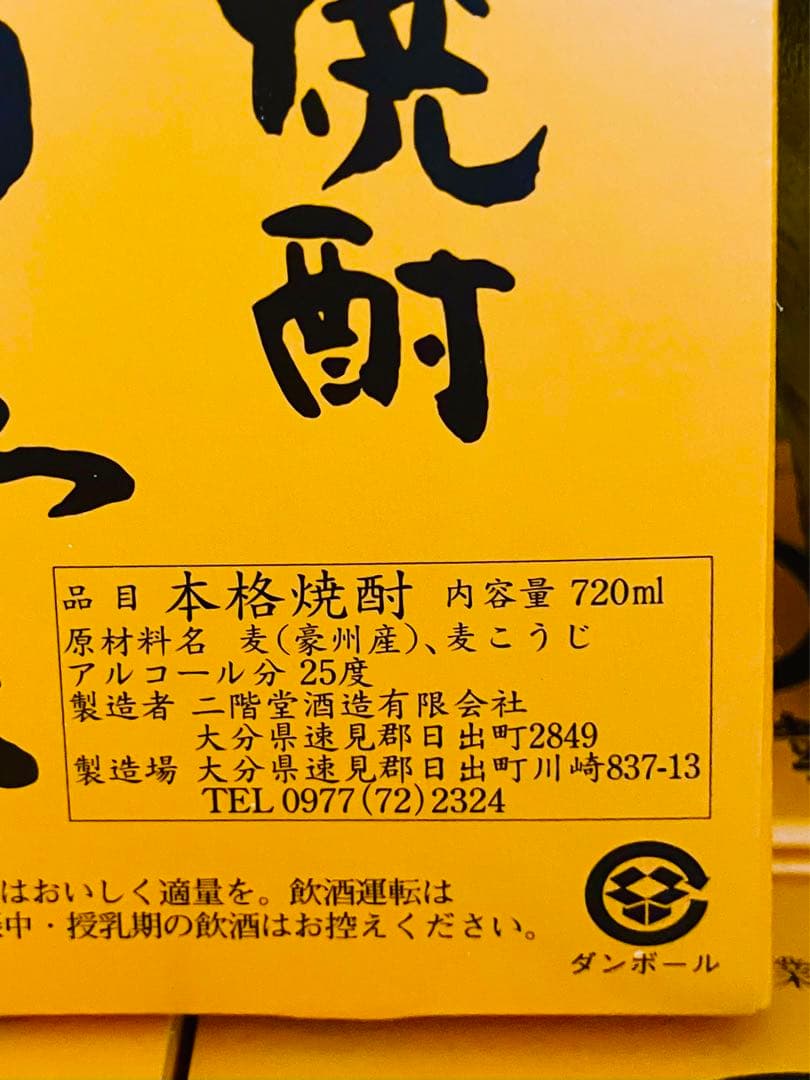 焼酎
品目 本格焼酎 内容量 720ml
原材料名 麦(豪州産)、麦こうじ
アルコール分 25度
製造者 二階堂酒造有限会社
大分県速見郡日出町2849
製造場 大分県速見郡日出町川崎837-13
TEL 0977(72)2324
はおいしく適量を。飲酒運転は
中・授乳期の飲酒はお控えください。
ダンボール